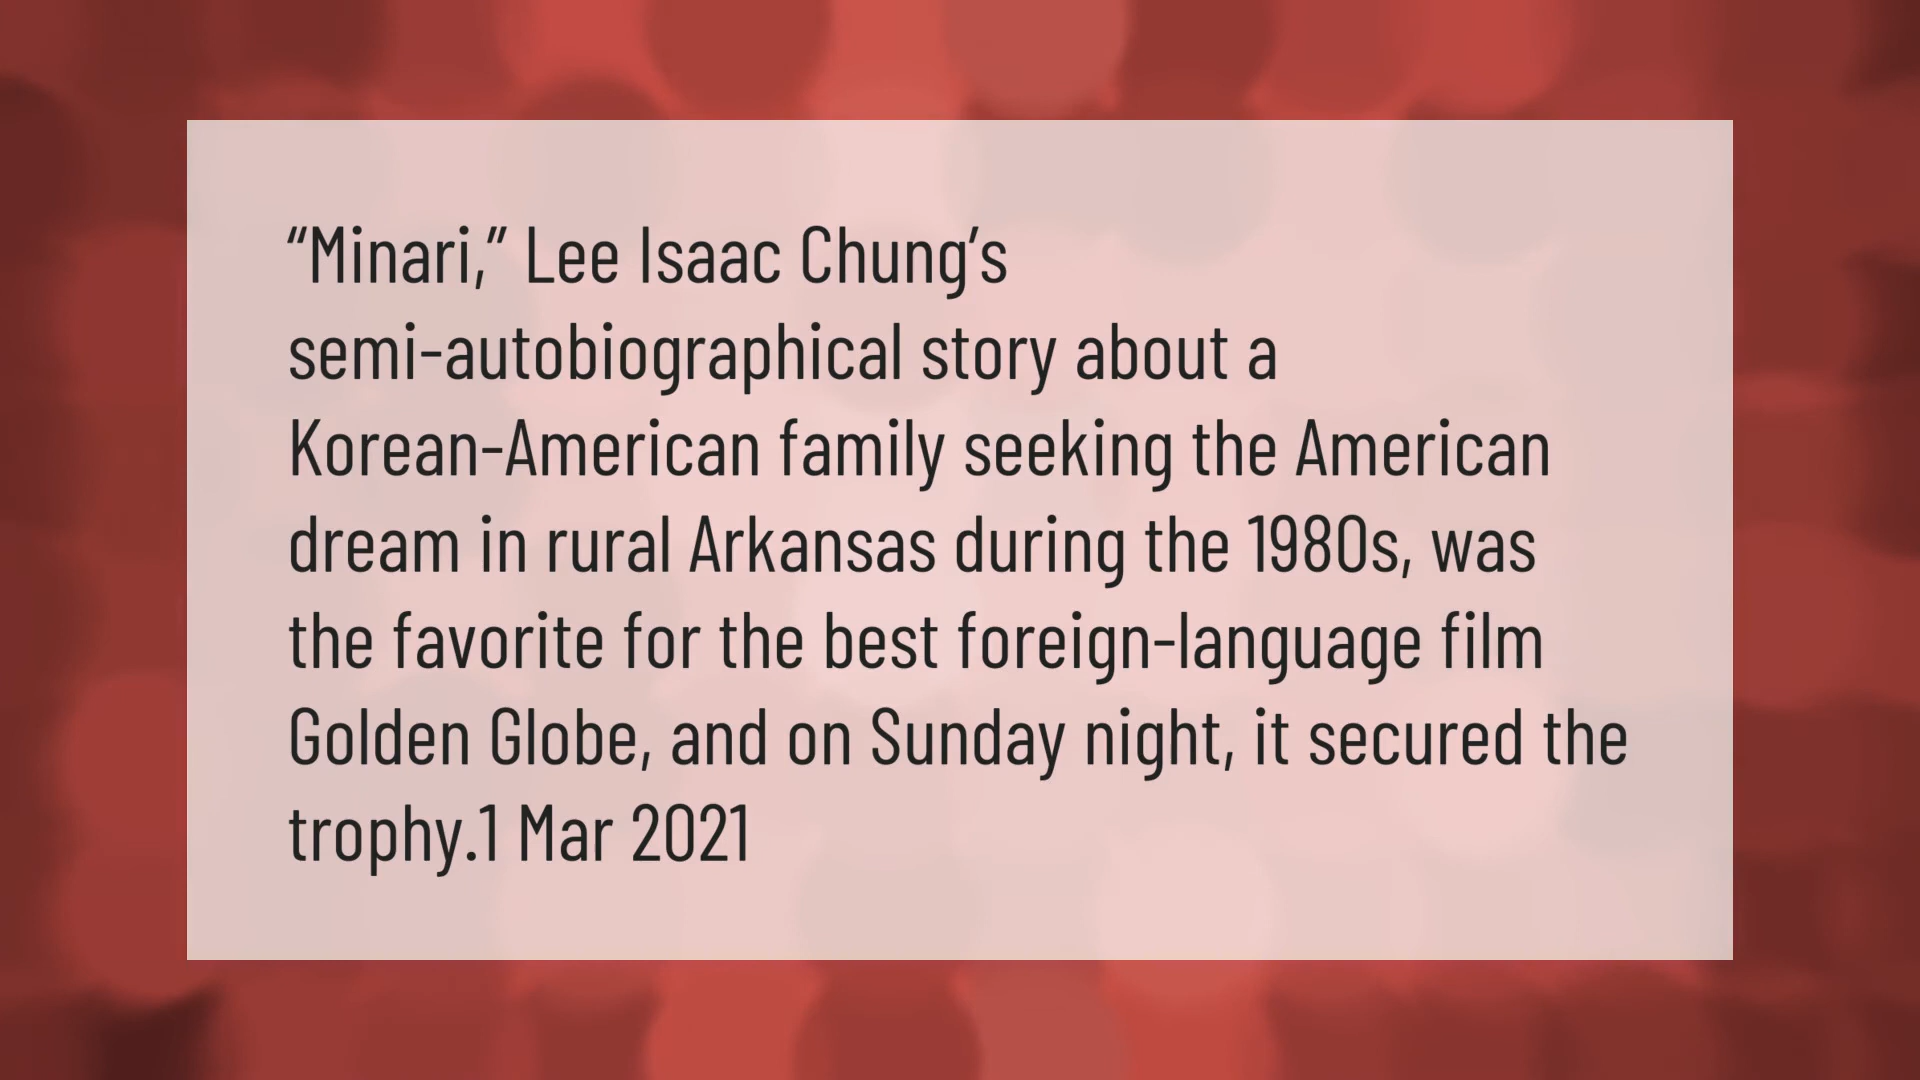 “Minari,” Lee Isaac Chung’s
semi-autobiographical story about a
Korean-American family seeking the American
dream in rural Arkansas during the 1980s, was
the favorite for the best foreign-language film
Golden Globe, and on Sunday night, it secured the
trophy.1 Mar 2021